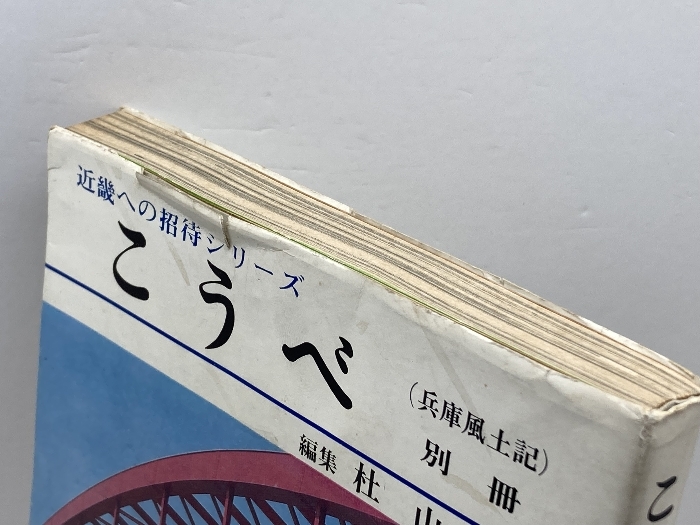 近畿への招待シリーズ
こうべ
(兵庫風土記)
別冊
編集 杜山
こ